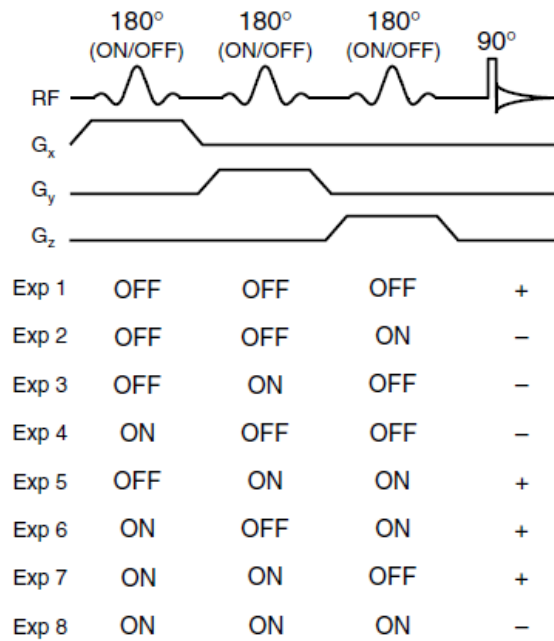 180° 180° 180° 90°
(ON/OFF) (ON/OFF) (ON/OFF)
RF
Gx
Gy
Gz
Exp 1 OFF OFF OFF +
Exp 2 OFF OFF ON –
Exp 3 OFF ON OFF –
Exp 4 ON OFF OFF –
Exp 5 OFF ON ON +
Exp 6 ON OFF ON +
Exp 7 ON ON OFF +
Exp 8 ON ON ON –